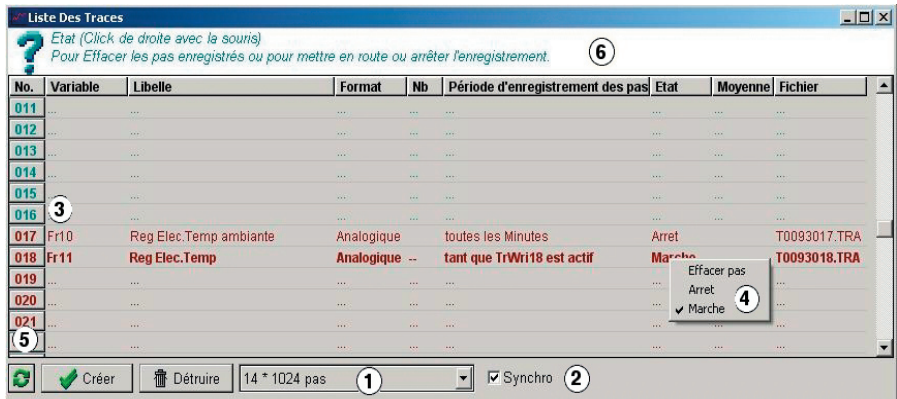 Liste Des Traces
Etat (Click de droite avec la souris)
Pour Effacer les pas enregistrés ou pour mettre en route ou arrêter l'enregistrement.
6
No. Variable Libelle Format Nb Période d'enregistrement des pas Etat Moyenne Fichier
011 ... ... ... ... ... ... ... ...
012 ... ... ... ... ... ... ... ...
013 ... ... ... ... ... ... ... ...
014 ... ... ... ... ... ... ... ...
015 ... ... ... ... ... ... ... ...
016 ... ... ... ... ... ... ...
3
017 Fr10 Reg Elec.Temp ambiante Analogique toutes les Minutes Arret T0093017.TRA
018 Fr11 Reg Elec.Temp Analogique -- tant que TrWri18 est actif Marche T0093018.TRA
019 ... ... ... ... ... ... ...
Effacer pas
020 ... ... ... ... ... ... ...
Arret
4
021 ... ... ... ... ... ... ...
Marche
5
... ... ... ... ... ... ... ...
Créer Détruire 14 * 1024 pas 1 Synchro 2